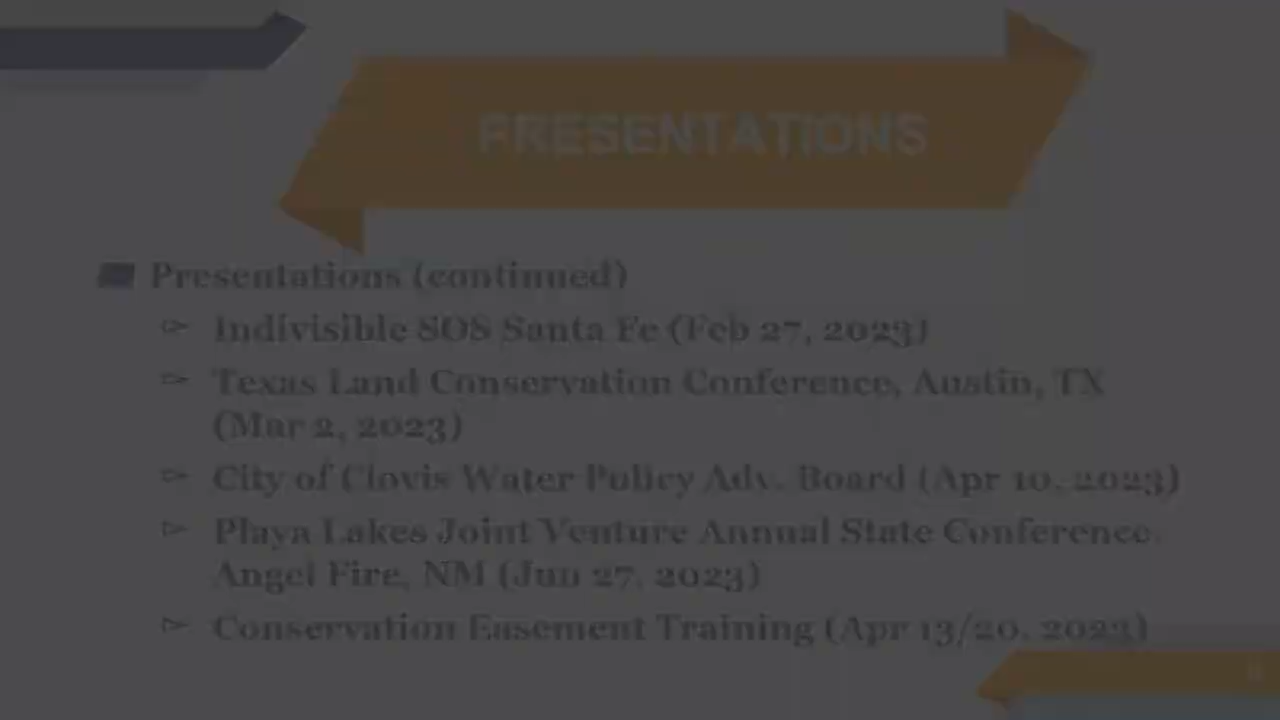 PRESENTATIONS
Presentations (continued)
Indivisible SOS Santa Fe (Feb 27, 2023)
Texas Land Conservation Conference, Austin, TX
(Mar 2, 2023)
City of Clovis Water Policy Adv. Board (Apr 10, 2023)
Playa Lakes Joint Venture Annual State Conference,
Angel Fire, NM (Jun 27, 2023)
Conservation Easement Training (Apr 13/20, 2023)